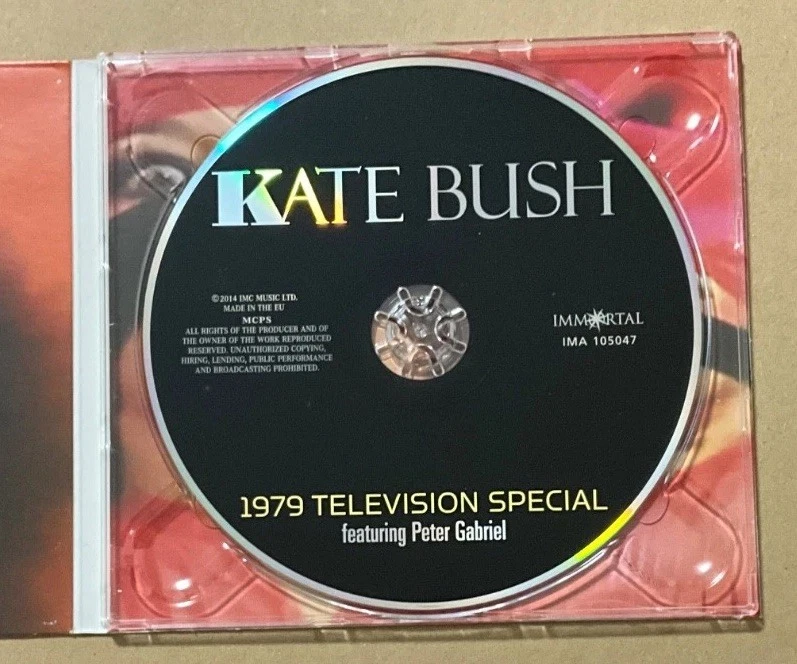 KATE BUSH
©2014 IMC MUSIC LTD.
MADE IN THE EU
MCPS
ALL RIGHTS OF THE PRODUCER AND OF
THE OWNER OF THE WORK REPRODUCED
RESERVED. UNAUTHORIZED COPYING,
HIRING, LENDING, PUBLIC PERFORMANCE
AND BROADCASTING PROHIBITED.
IMMORTAL
IMA 105047
1979 TELEVISION SPECIAL
featuring Peter Gabriel